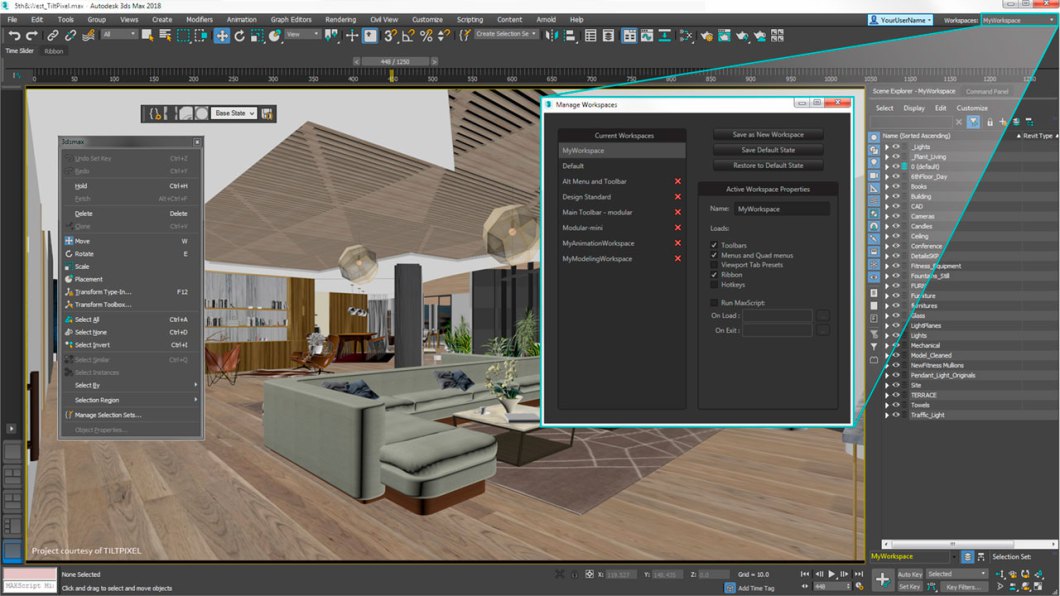 5th&West_TiltPixel.max - Autodesk 3ds Max 2018
File Edit Tools Group Views Create Modifiers Animation Graph Editors Rendering Civil View Customize Scripting Content Arnold Help
YourUserName Workspaces: MyWorkspace
All View Create Selection Se
Time Slider Ribbon
448 / 1250
0 50 100 150 200 250 300 350 400 450 500 550 600 650 700 750 800 850 900 950 1000 1050 1100 1150 1200 1250
Scene Explorer - MyWorkspace Command Panel
Select Display Edit Customize
Name (Sorted Ascending) Revit Type
_Lights
_Plant_Living
0 (default)
6thFloor_Day
Books
Building
CAD
Cameras
Candles
Ceiling
Conference
DetailsSKP
Fitness_Equipment
Fountains_Still
FURN
Furniture
Furnitures
Glass
LightPlanes
Lights
Mechanical
Model_Cleaned
NewFitness Mullions
Pendant_Light_Originals
Site
TERRACE
Towels
Traffic_Light
Base State
3dsmax
Undo Set Key Ctrl+Z
Redo Ctrl+Y
Hold Ctrl+H
Fetch Alt+Ctrl+F
Delete Delete
Clone Ctrl+V
Move W
Rotate E
Scale
Placement
Transform Type-In... F12
Transform Toolbox...
Select All Ctrl+A
Select None Ctrl+D
Select Invert Ctrl+I
Select Similar Ctrl+Q
Select Instances
Select By
Selection Region
Manage Selection Sets...
Object Properties...
Manage Workspaces
Current Workspaces
MyWorkspace
Default
Alt Menu and Toolbar
Design Standard
Main Toolbar - modular
Modular-mini
MyAnimationWorkspace
MyModelingWorkspace
Save as New Workspace
Save Default State
Restore to Default State
Active Workspace Properties
Name: MyWorkspace
Loads:
Toolbars
Menus and Quad menus
Viewport Tab Presets
Ribbon
Hotkeys
Run MaxScript:
On Load :
On Exit :
Project courtesy of TILTPIXEL
MyWorkspace Selection Set:
None Selected
MAXScript Mi
Click and drag to select and move objects
X: Y: Z: 0.0 Grid = 10.0
Add Time Tag
448
Auto Key Selected
Set Key Key Filters...